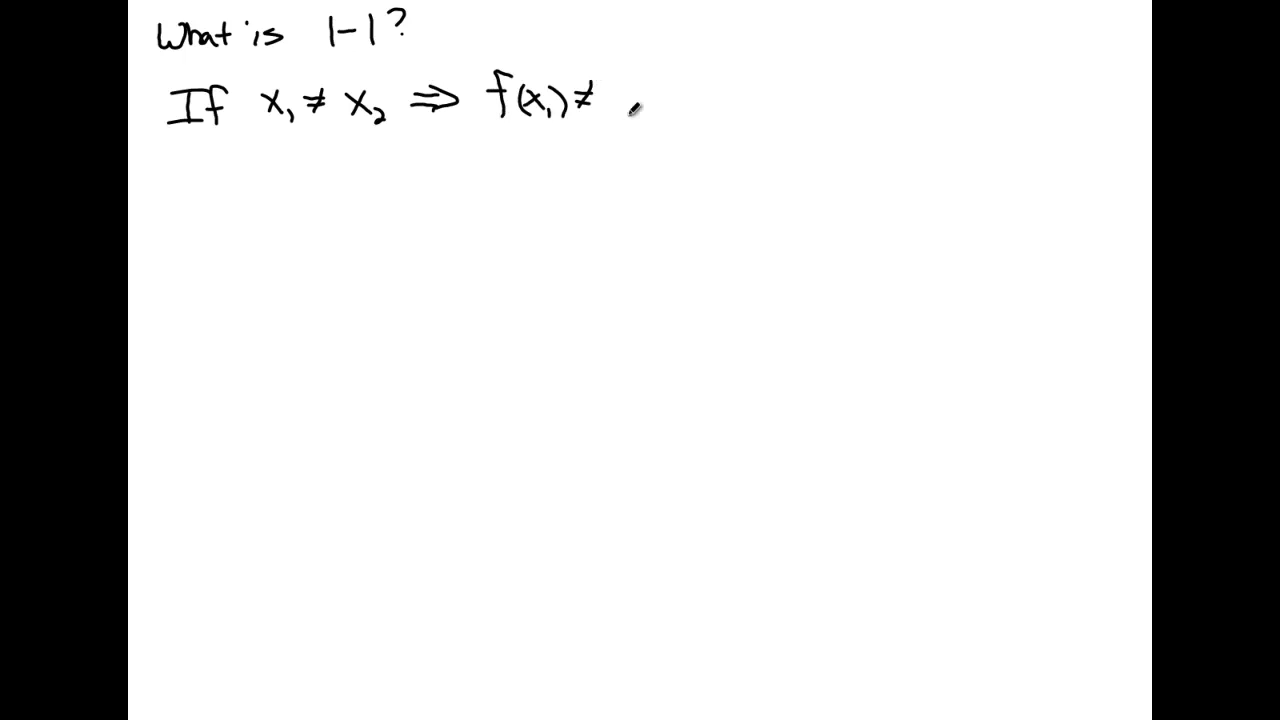 What is 1-1?
If x₁ ≠ x₂ ⇒ f(x₁) ≠